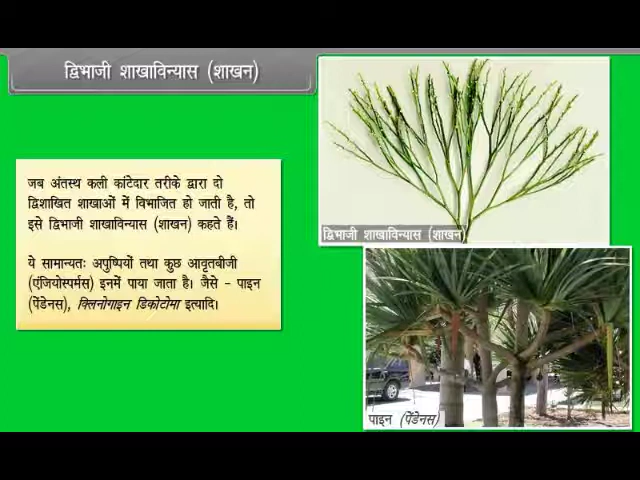 द्विभाजी शाखाविन्यास (शाखन)
जब अंतस्थ कली कांटेदार तरीके द्वारा दो
द्विशाखित शाखाओं में विभाजित हो जाती है, तो
इसे द्विभाजी शाखाविन्यास (शाखन) कहते हैं।
ये सामान्यतः अपुष्पियों तथा कुछ आवृतबीजी
(एंजियोस्पर्मस) इनमें पाया जाता है। जैसे - पाइन
(पेंडेनस), क्लिनोगाइन डिकोटोमा इत्यादि।
द्विभाजी शाखाविन्यास (शाखन)
पाइन (पेंडेनस)